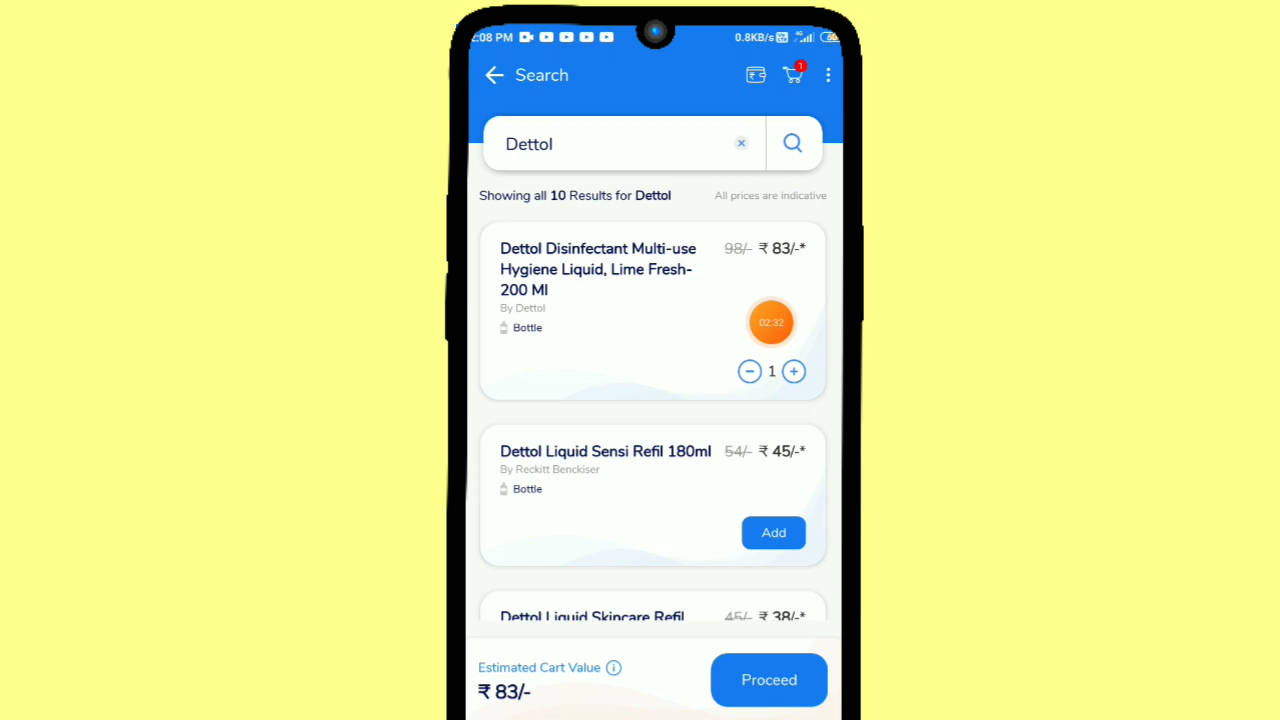 :08 PM 0.8KB/s 4G
Search 1
Dettol
Showing all 10 Results for Dettol All prices are indicative
Dettol Disinfectant Multi-use 98/- ₹ 83/-*
Hygiene Liquid, Lime Fresh-
200 Ml
By Dettol
02:32
Bottle
1
Dettol Liquid Sensi Refil 180ml 54/- ₹ 45/-*
By Reckitt Benckiser
Bottle
Add
Dettol Liquid Skincare Refil 45/- ₹ 38/-*
Estimated Cart Value
₹ 83/-
Proceed